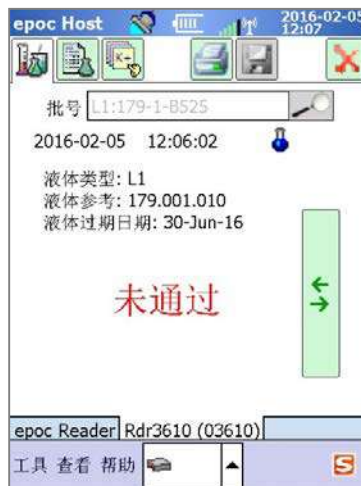 epoc Host
2016-02-05
12:07
K+
批号 L1:179-1-B525
2016-02-05 12:06:02
液体类型: L1
液体参考: 179.001.010
液体过期日期: 30-Jun-16
未通过
epoc Reader Rdr3610 (03610)
工具 查看 帮助
S